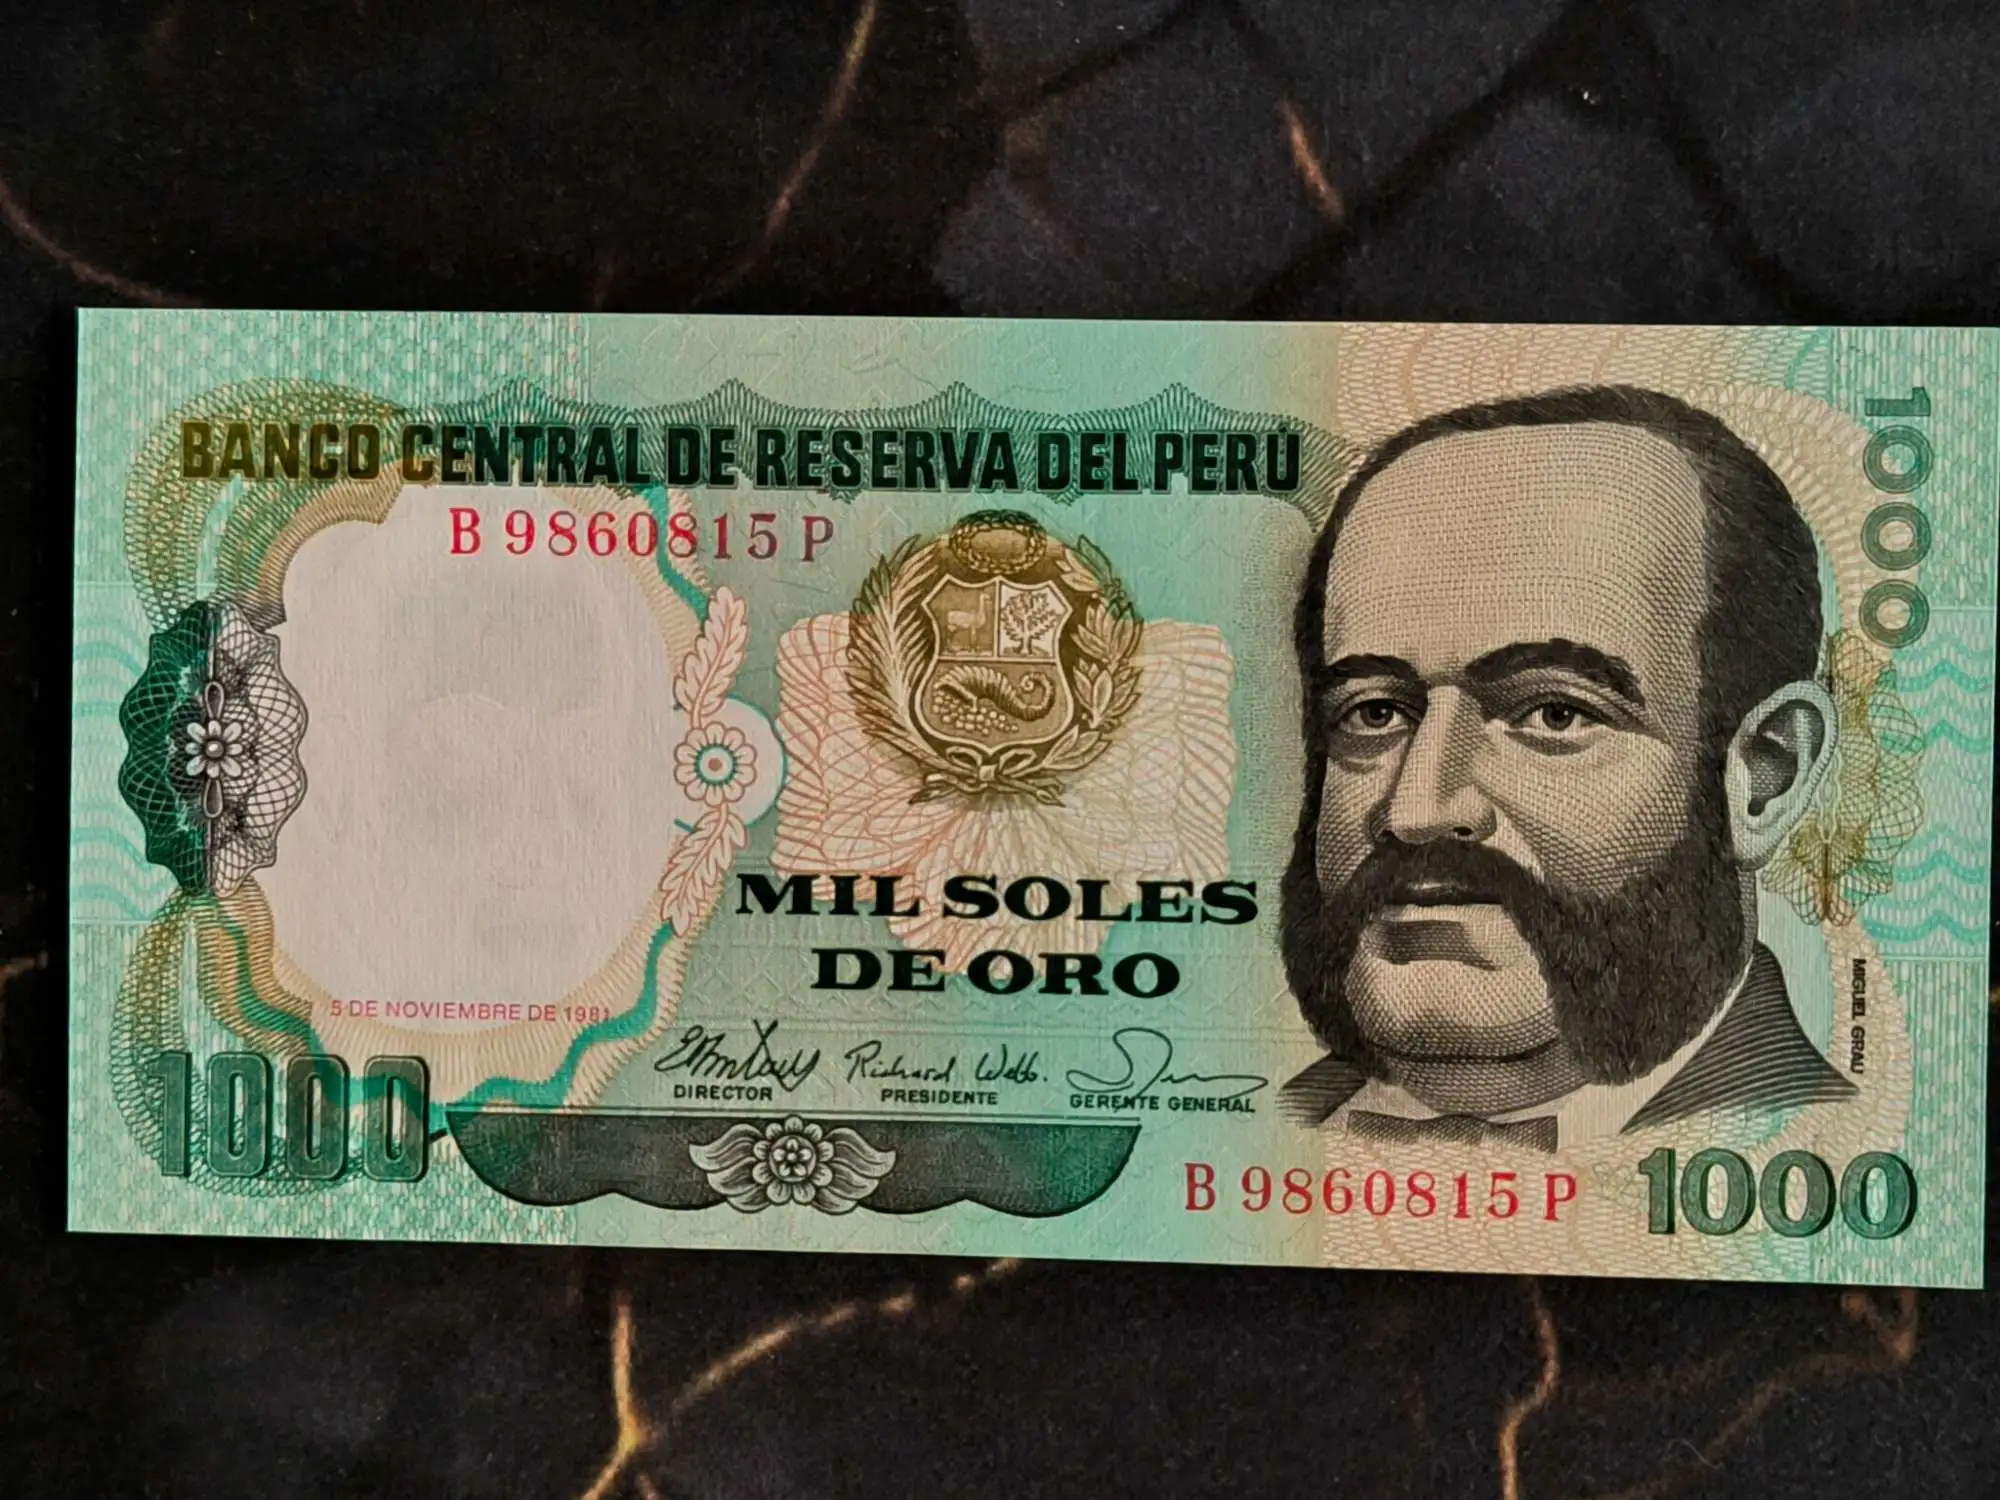 BANCO CENTRAL DE RESERVA DEL PERÚ
1000
B 9860815 P
MIL SOLES
DE ORO
5 DE NOVIEMBRE DE 1981
MIGUEL GRAU
Richard Webb.
DIRECTOR
PRESIDENTE
GERENTE GENERAL
1000
B 9860815 P
1000